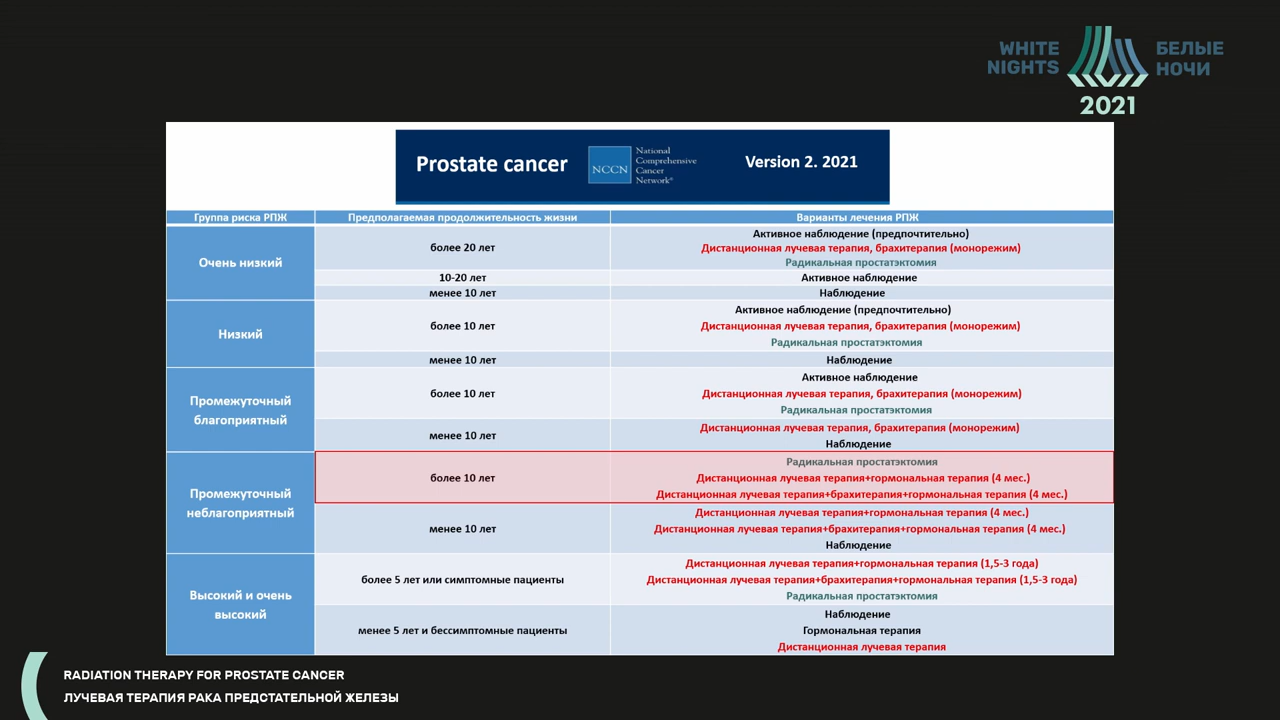 WHITE
NIGHTS
БЕЛЫЕ
НОЧИ
2021
Prostate cancer
NCCN
National
Comprehensive
Cancer
Network®
Version 2. 2021
Группа риска РПЖ
Предполагаемая продолжительность жизни
Варианты лечения РПЖ
Очень низкий
более 20 лет
Активное наблюдение (предпочтительно)
Дистанционная лучевая терапия, брахитерапия (монорежим)
Радикальная простатэктомия
10-20 лет
Активное наблюдение
менее 10 лет
Наблюдение
Низкий
более 10 лет
Активное наблюдение (предпочтительно)
Дистанционная лучевая терапия, брахитерапия (монорежим)
Радикальная простатэктомия
менее 10 лет
Наблюдение
Промежуточный
благоприятный
более 10 лет
Активное наблюдение
Дистанционная лучевая терапия, брахитерапия (монорежим)
Радикальная простатэктомия
менее 10 лет
Дистанционная лучевая терапия, брахитерапия (монорежим)
Наблюдение
Промежуточный
неблагоприятный
более 10 лет
Радикальная простатэктомия
Дистанционная лучевая терапия+гормональная терапия (4 мес.)
Дистанционная лучевая терапия+брахитерапия+гормональная терапия (4 мес.)
менее 10 лет
Дистанционная лучевая терапия+гормональная терапия (4 мес.)
Дистанционная лучевая терапия+брахитерапия+гормональная терапия (4 мес.)
Наблюдение
Высокий и очень
высокий
более 5 лет или симптомные пациенты
Дистанционная лучевая терапия+гормональная терапия (1,5-3 года)
Дистанционная лучевая терапия+брахитерапия+гормональная терапия (1,5-3 года)
Радикальная простатэктомия
менее 5 лет и бессимптомные пациенты
Наблюдение
Гормональная терапия
Дистанционная лучевая терапия
RADIATION THERAPY FOR PROSTATE CANCER
ЛУЧЕВАЯ ТЕРАПИЯ РАКА ПРЕДСТАТЕЛЬНОЙ ЖЕЛЕЗЫ